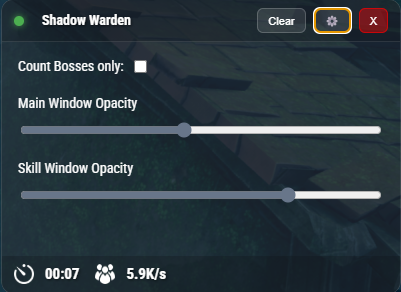 Shadow Warden Clear X
Count Bosses only:
Main Window Opacity
Skill Window Opacity
00:07 5.9K/s